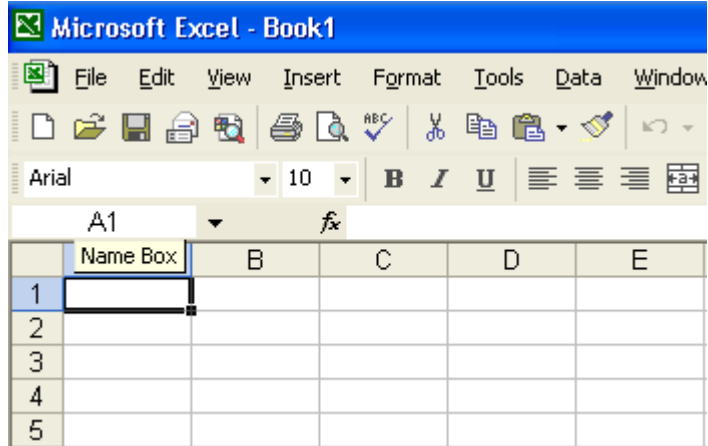 Microsoft Excel - Book1
File Edit View Insert Format Tools Data Window
ABC
Arial 10 B I U a
A1 fx
Name Box B C D E
1
2
3
4
5